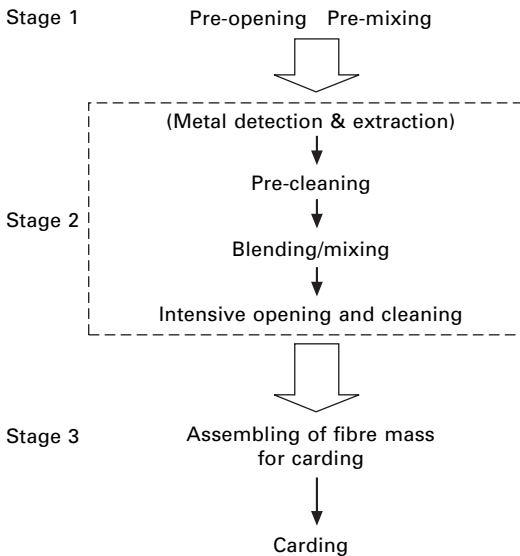 Stage 1 Pre-opening Pre-mixing
(Metal detection & extraction)
Pre-cleaning
Stage 2
Blending/mixing
Intensive opening and cleaning
Stage 3 Assembling of fibre mass
for carding
Carding